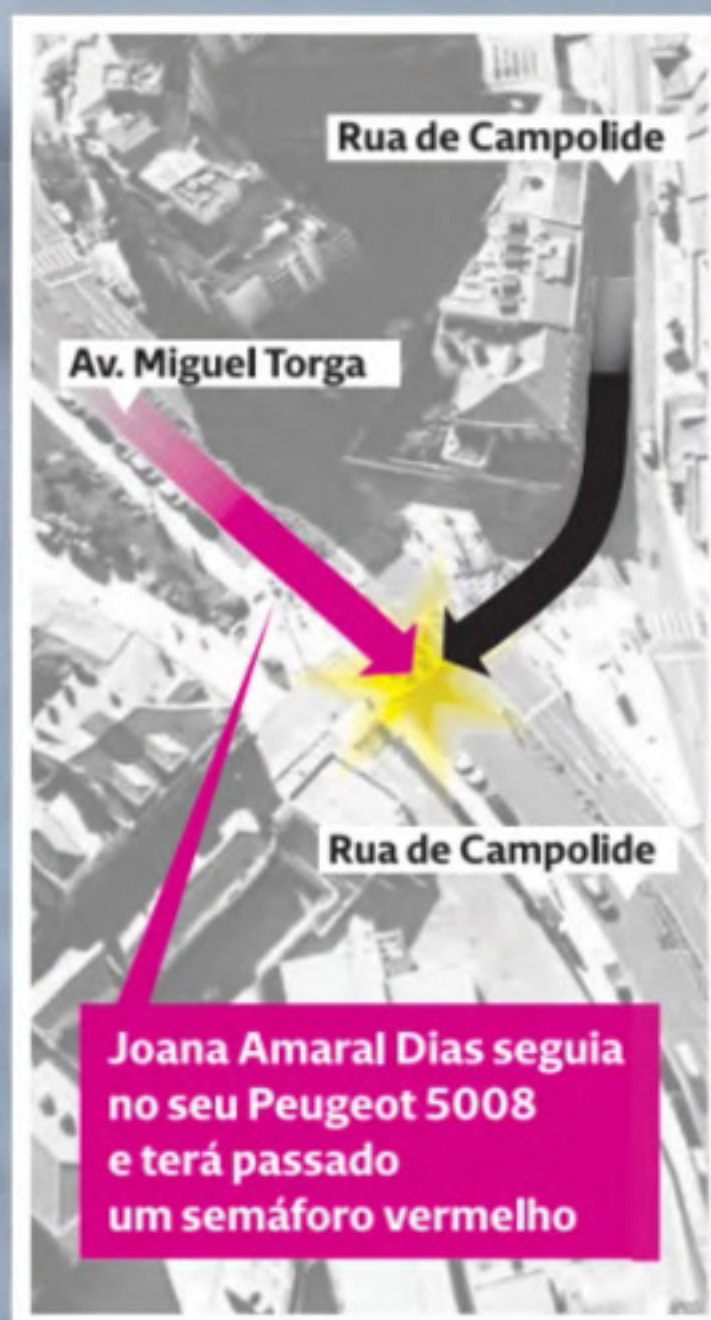 Rua de Campolide
Av. Miguel Torga
Rua de Campolide
Joana Amaral Dias seguia
no seu Peugeot 5008
e terá passado
um semáforo vermelho